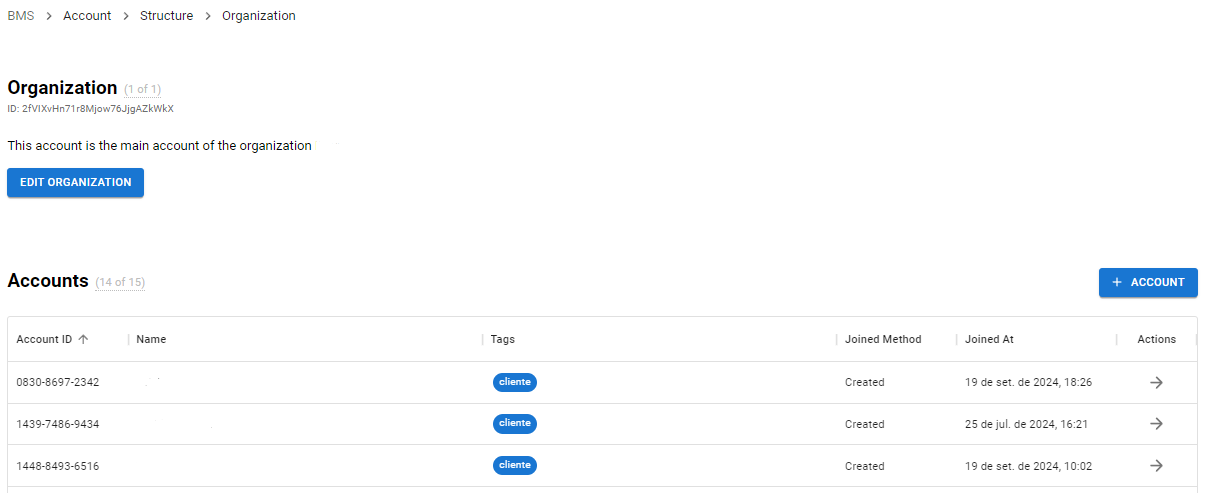 BMS > Account > Structure > Organization
Organization (1 of 1)
ID: 2fVIXvHn71r8Mjow76JjgAZkWkX
This account is the main account of the organization
EDIT ORGANIZATION
Accounts (14 of 15)
+ ACCOUNT
Account ID ↑ Name Tags Joined Method Joined At Actions
0830-8697-2342 cliente Created 19 de set. de 2024, 18:26 →
1439-7486-9434 cliente Created 25 de jul. de 2024, 16:21 →
1448-8493-6516 cliente Created 19 de set. de 2024, 10:02 →